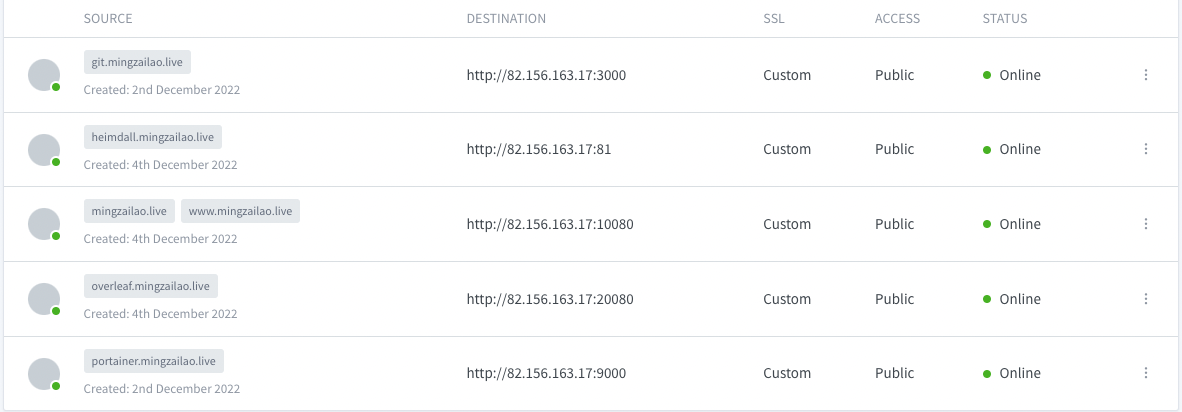 SOURCE DESTINATION SSL ACCESS STATUS
git.mingzailao.live
http://82.156.163.17:3000 Custom Public Online
Created: 2nd December 2022
heimdall.mingzailao.live
http://82.156.163.17:81 Custom Public Online
Created: 4th December 2022
mingzailao.live www.mingzailao.live
http://82.156.163.17:10080 Custom Public Online
Created: 4th December 2022
overleaf.mingzailao.live
http://82.156.163.17:20080 Custom Public Online
Created: 4th December 2022
portainer.mingzailao.live
http://82.156.163.17:9000 Custom Public Online
Created: 2nd December 2022